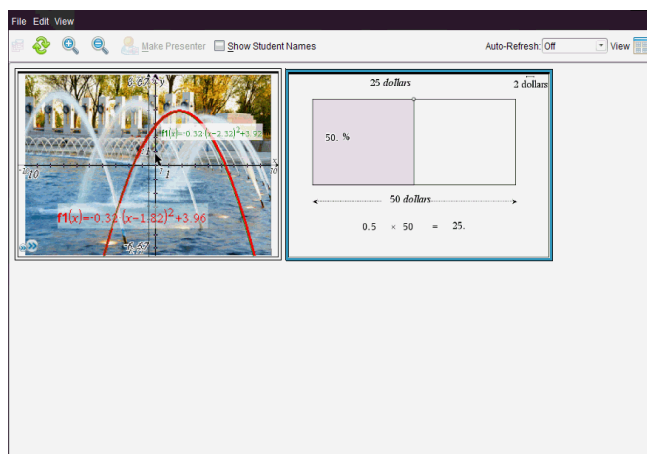 File Edit View
Make Presenter Show Student Names Auto-Refresh: Off View
y
-10 1 1 10 x
f1(x)=-0.32·(x-2.32)²+3.92
f1(x)=-0.32·(x-1.82)²+3.96
-6.67
25 dollars 2 dollars
50. %
50 dollars
0.5 × 50 = 25.